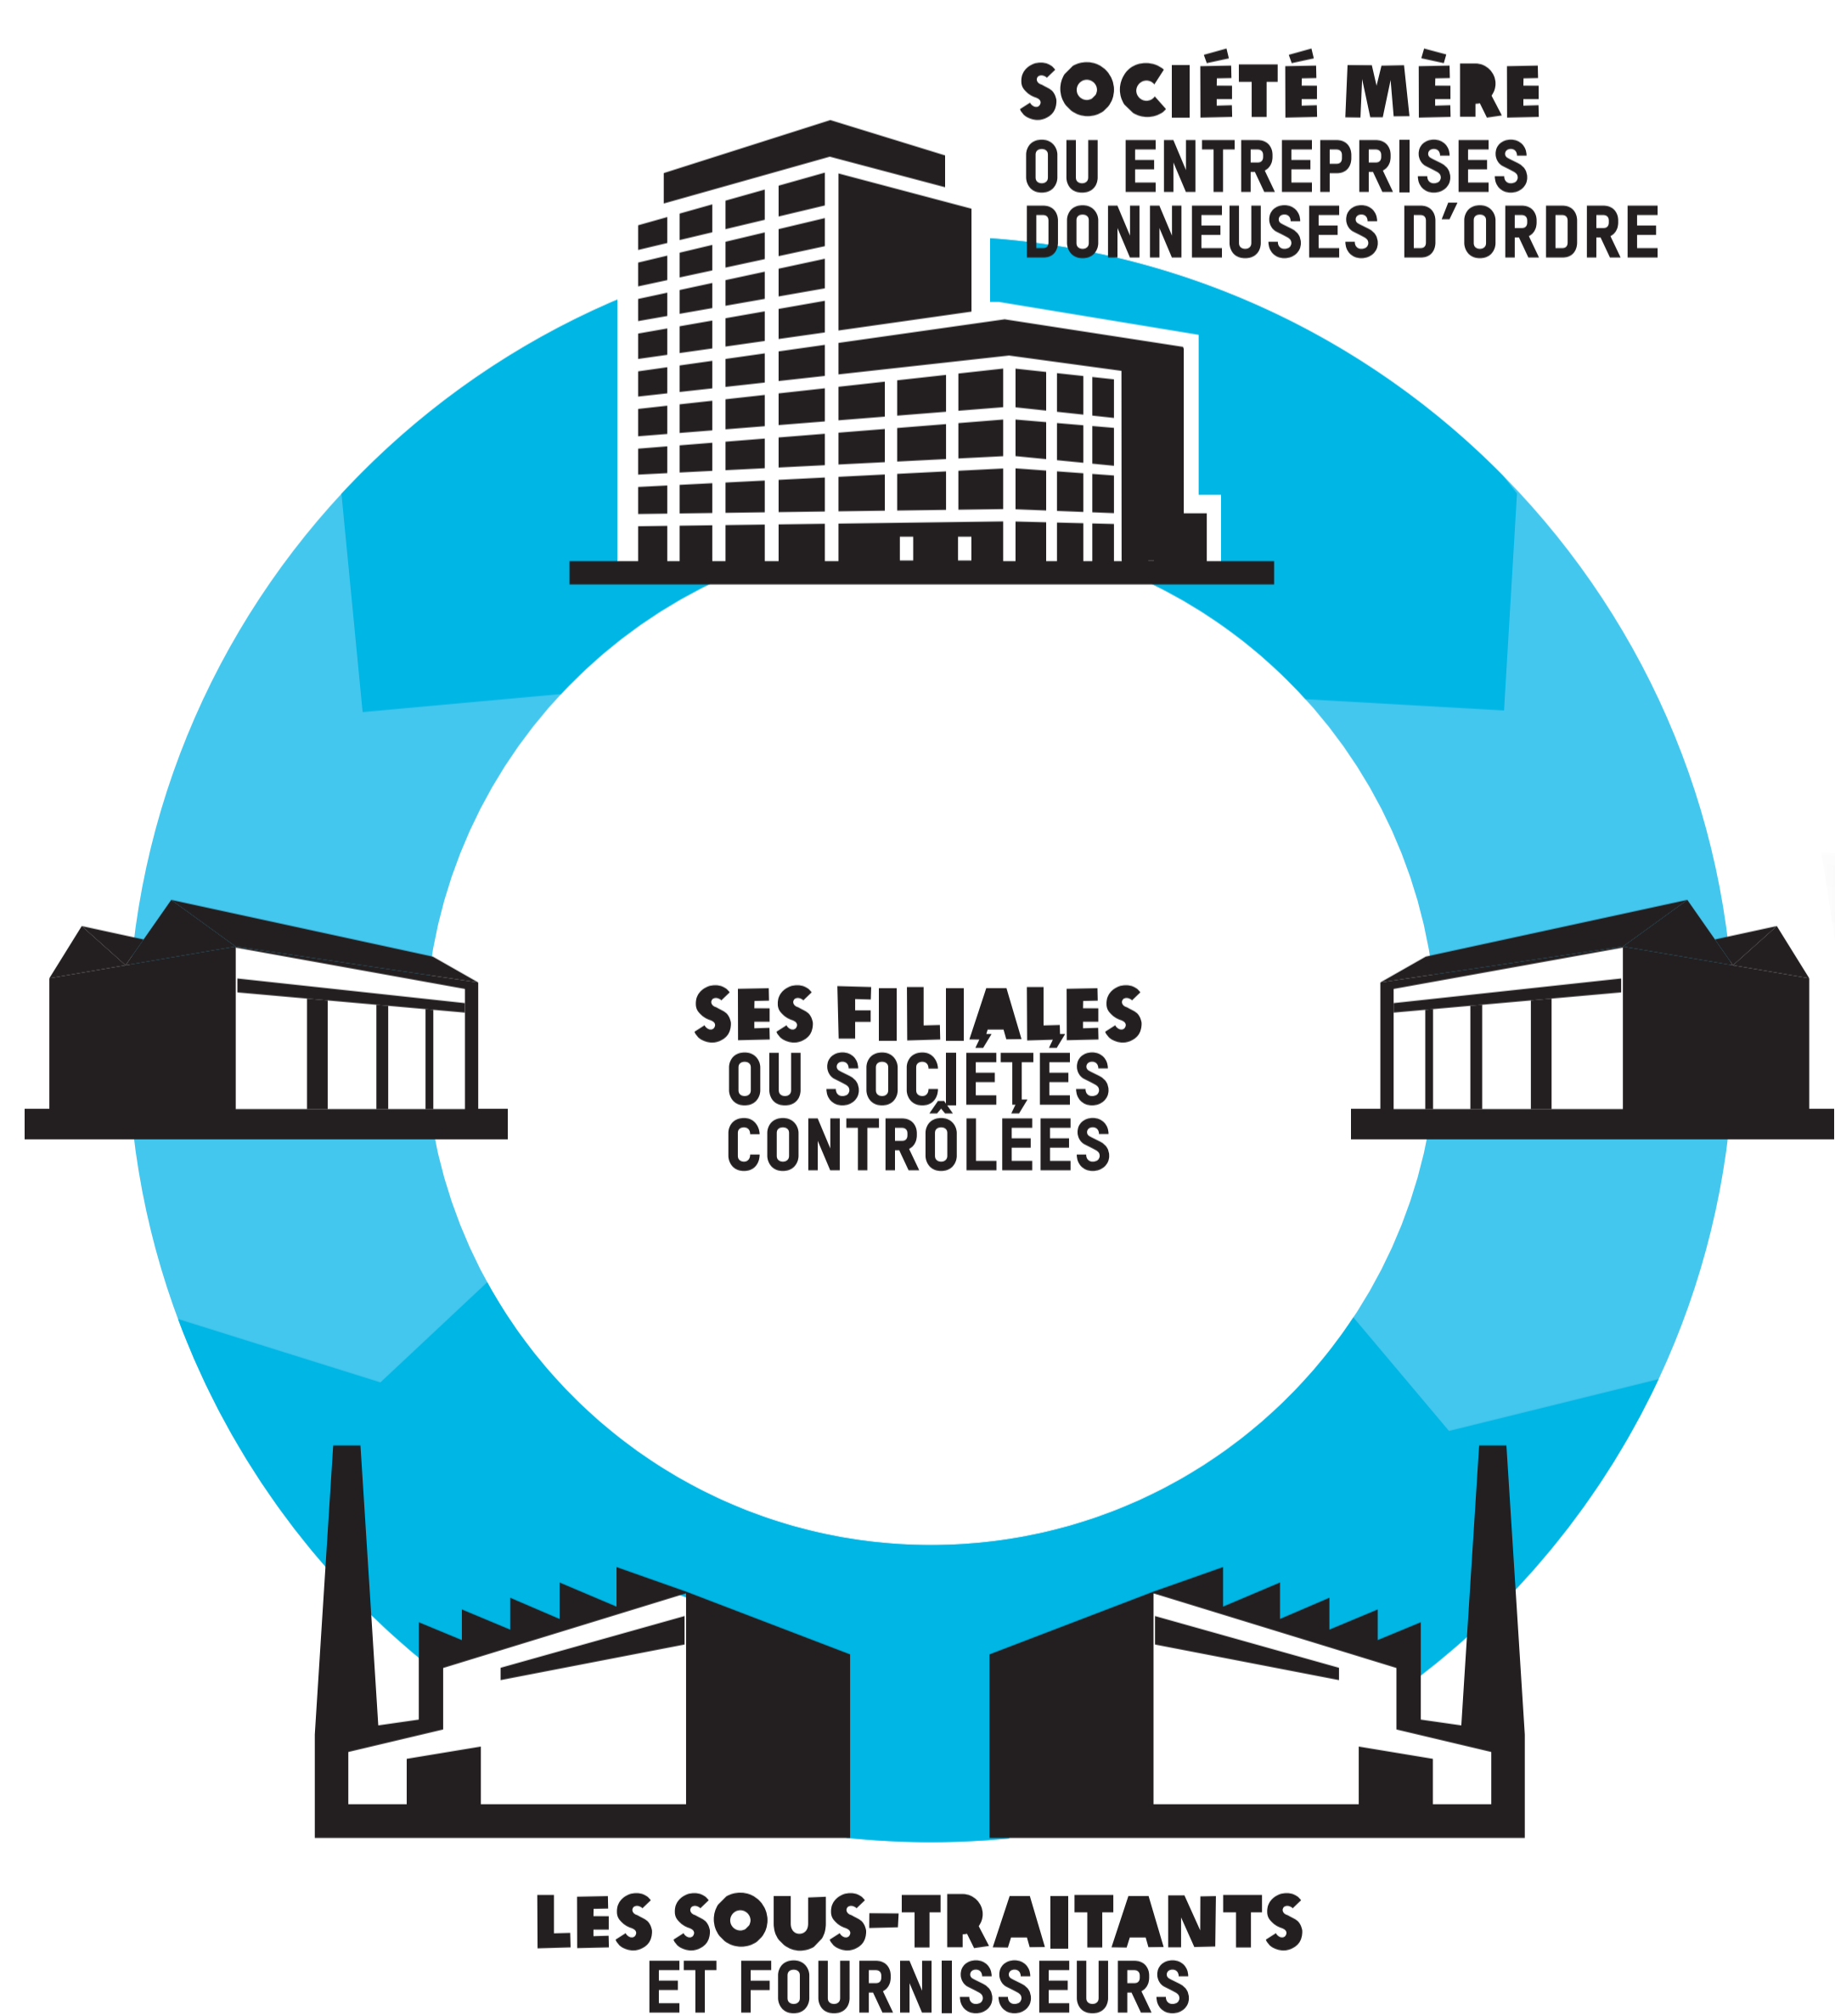 SOCIÉTÉ MÈRE
OU ENTREPRISES
DONNEUSES D'ORDRE
SES FILIALES
OU SOCIÉTÉS
CONTRÔLÉES
LES SOUS-TRAITANTS
ET FOURNISSEURS